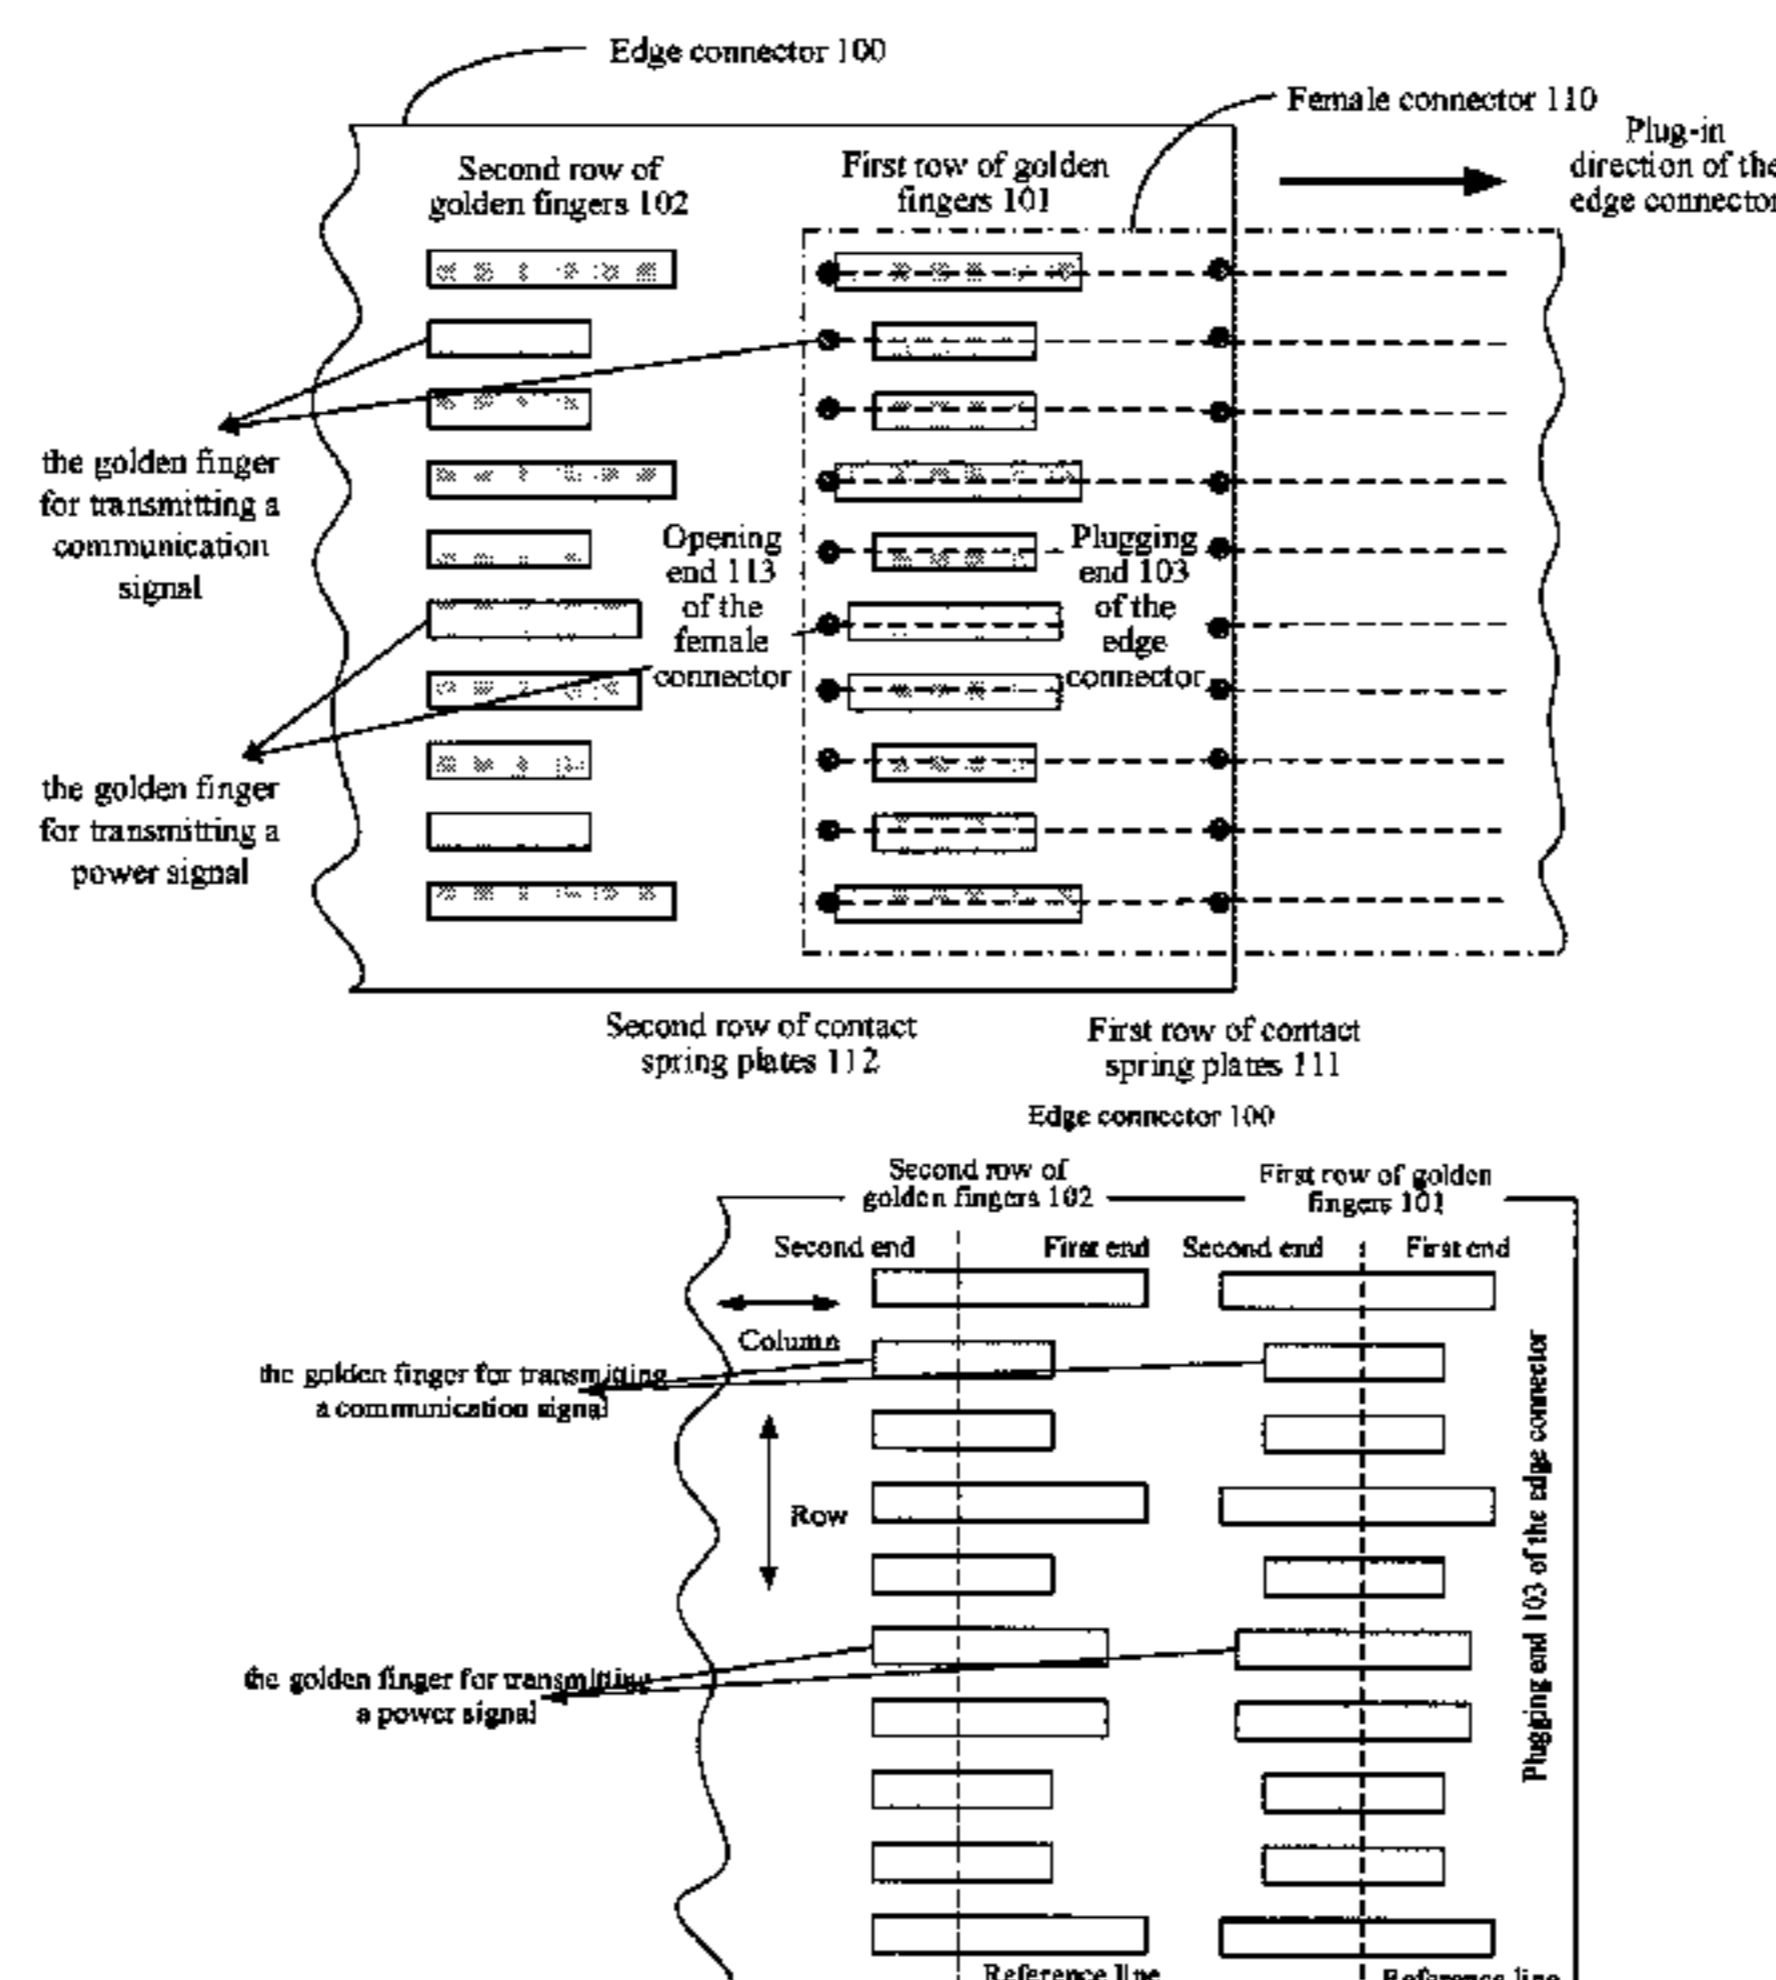 Edge connector 100
Female connector 110
Plug-in
direction of the
edge connector
Second row of
golden fingers 102
First row of golden
fingers 101
the golden finger
for transmitting a
communication
signal
Opening
end 113
of the
female
connector
Plugging
end 103
of the
edge
connector
the golden finger
for transmitting a
power signal
Second row of contact
spring plates 112
First row of contact
spring plates 111
Edge connector 100
Second row of
golden fingers 102
First row of golden
fingers 101
Second end
First end
Second end
First end
Column
the golden finger for transmitting
a communication signal
Row
Plugging end 103 of the edge connector
the golden finger for transmitting
a power signal
Reference line
Reference line